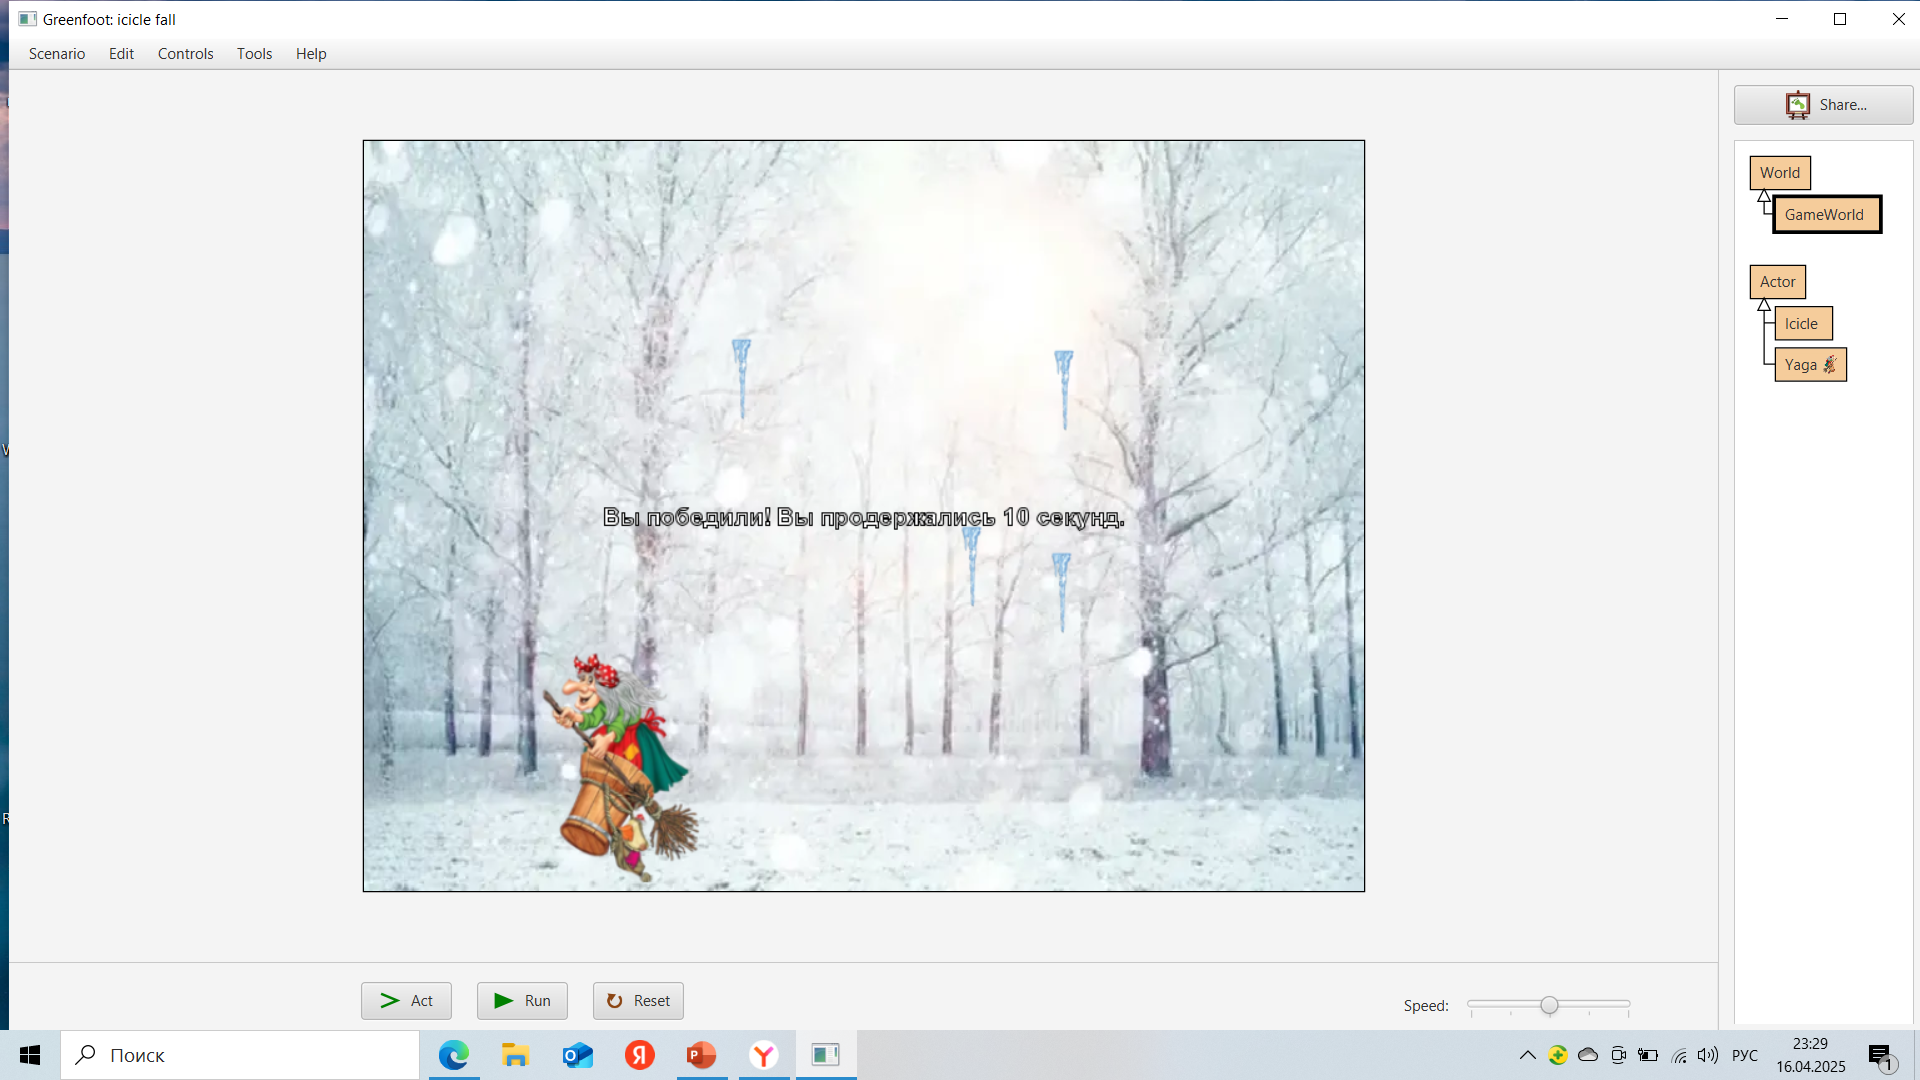 Greenfoot: icicle fall
Scenario Edit Controls Tools Help
Share...
World
GameWorld
Actor
Icicle
Yaga
Вы победили! Вы продержались 10 секунд.
Act Run Reset
Speed:
Поиск
РУС
23:29
16.04.2025
1